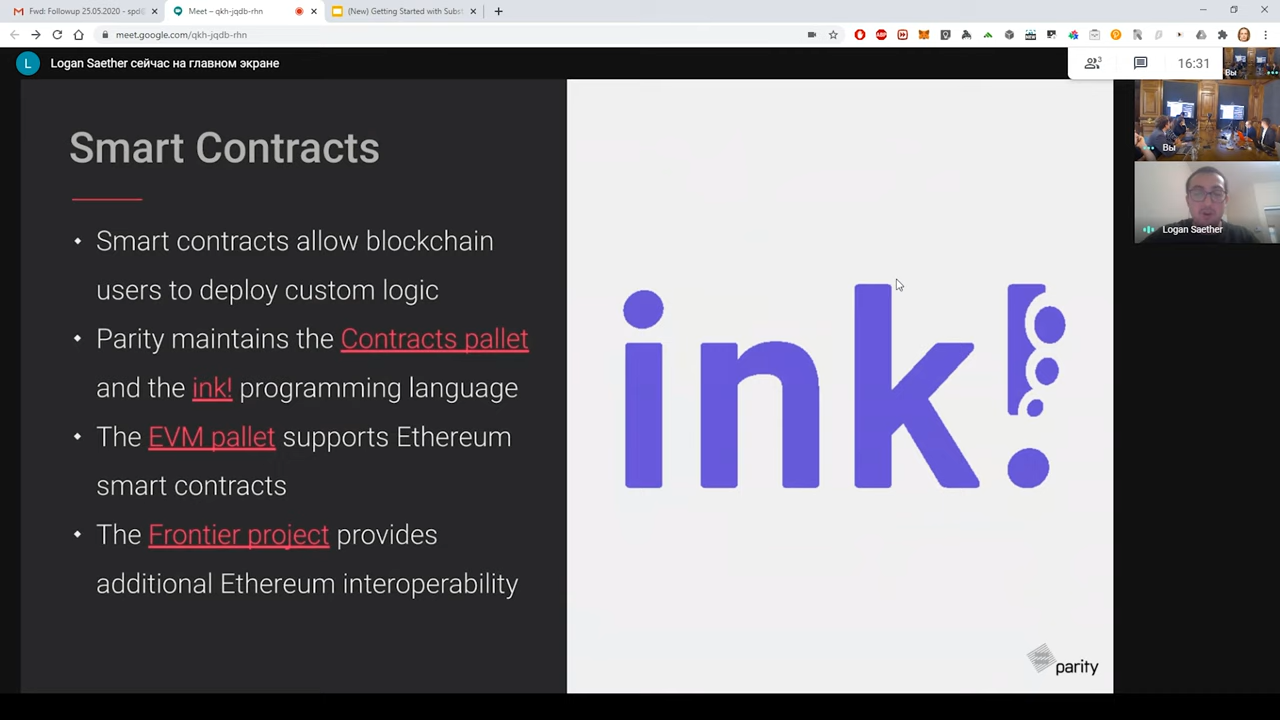 Fwd: Followup 25.05.2020 - spd@
Meet – qkh-jqdb-rhn
(New) Getting Started with Subst
meet.google.com/qkh-jqdb-rhn
L
Logan Saether сейчас на главном экране
3
16:31
Вы
Вы
Logan Saether
Smart Contracts
Smart contracts allow blockchain
users to deploy custom logic
Parity maintains the Contracts pallet
and the ink! programming language
The EVM pallet supports Ethereum
smart contracts
The Frontier project provides
additional Ethereum interoperability
ink!
parity